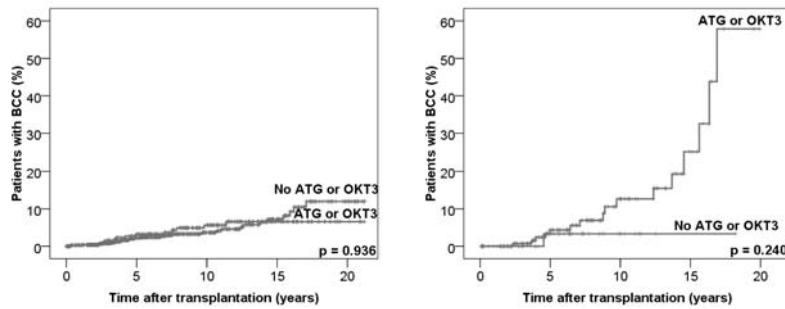 60
50
40
30
20
10
0
Patients with BCC (%)
No ATG or OKT3
ATG or OKT3
p = 0.936
0 5 10 15 20
Time after transplantation (years)
60
50
40
30
20
10
0
Patients with BCC (%)
ATG or OKT3
No ATG or OKT3
p = 0.240
0 5 10 15 20
Time after transplantation (years)